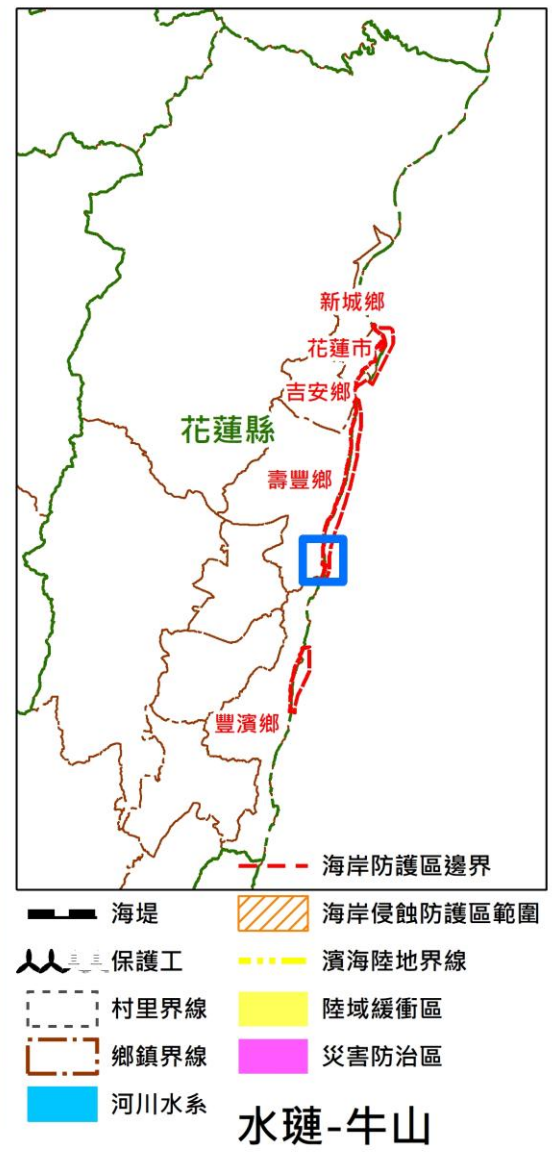 新城鄉
花蓮市
吉安鄉
花蓮縣
壽豐鄉
豐濱鄉
海岸防護區邊界
海堤
海岸侵蝕防護區範圍
保護工
濱海陸地界線
村里界線
陸域緩衝區
鄉鎮界線
災害防治區
河川水系
水璉-牛山